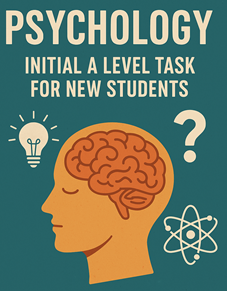 PSYCHOLOGY
INITIAL A LEVEL TASK
FOR NEW STUDENTS
?